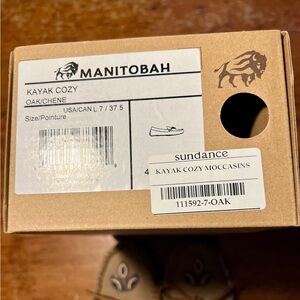 MANITOBAH
KAYAK COZY
OAK/CHENE
USA/CAN L 7 / 37.5
Size/Pointure
sundance
KAYAK COZY MOCCASINS
111592-7-OAK